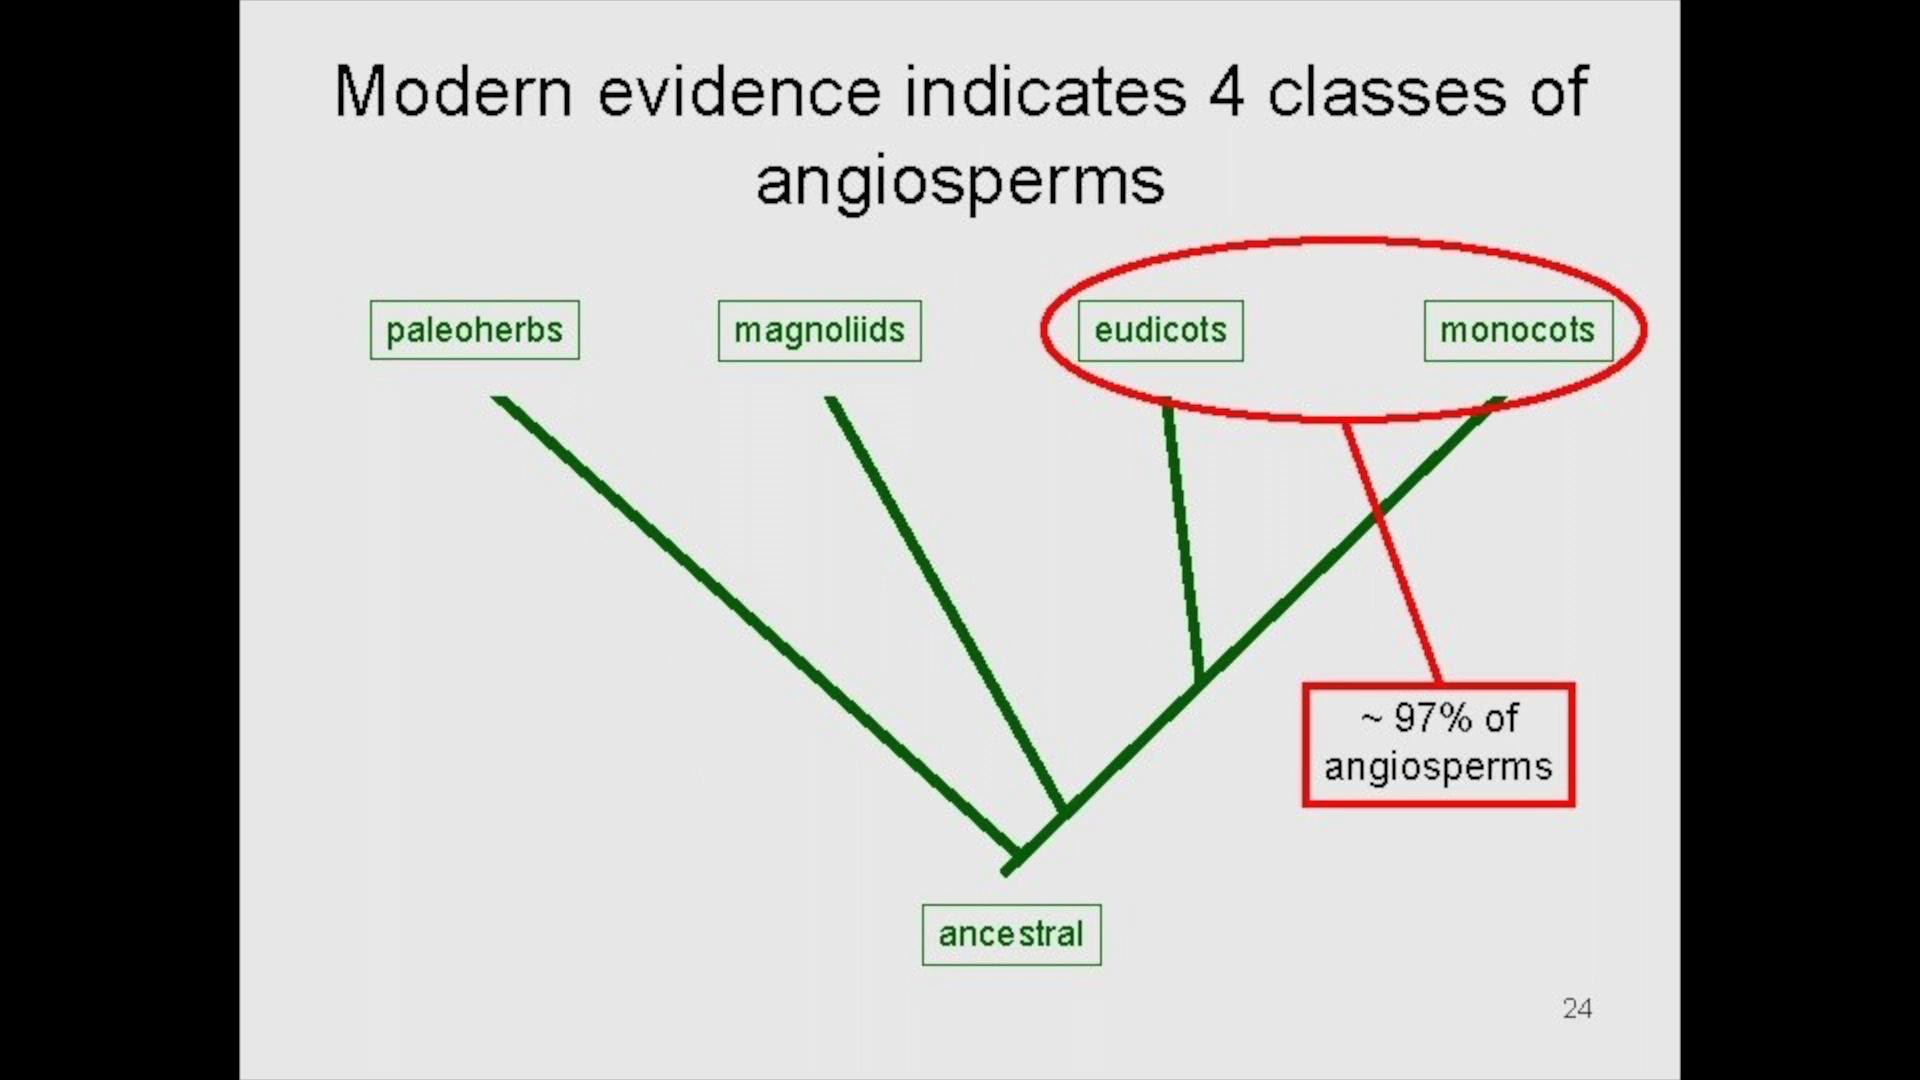 Modern evidence indicates 4 classes of
angiosperms
paleoherbs
magnoliids
eudicots
monocots
~ 97% of
angiosperms
ancestral
24